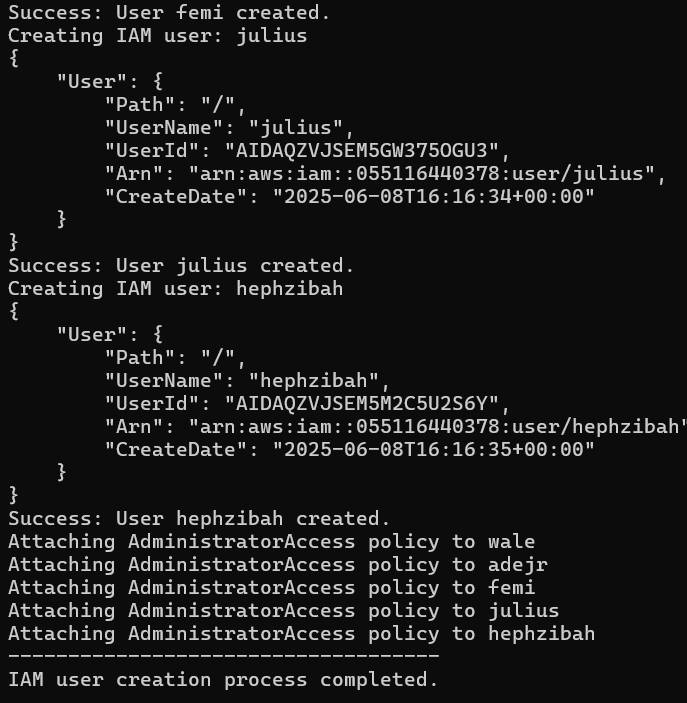 Success: User femi created.
Creating IAM user: julius
{
    "User": {
        "Path": "/",
        "UserName": "julius",
        "UserId": "AIDAQZVJSEM5GW375OGU3",
        "Arn": "arn:aws:iam::055116440378:user/julius",
        "CreateDate": "2025-06-08T16:16:34+00:00"
    }
}
Success: User julius created.
Creating IAM user: hephzibah
{
    "User": {
        "Path": "/",
        "UserName": "hephzibah",
        "UserId": "AIDAQZVJSEM5M2C5U2S6Y",
        "Arn": "arn:aws:iam::055116440378:user/hephzibah"
        "CreateDate": "2025-06-08T16:16:35+00:00"
    }
}
Success: User hephzibah created.
Attaching AdministratorAccess policy to wale
Attaching AdministratorAccess policy to adejr
Attaching AdministratorAccess policy to femi
Attaching AdministratorAccess policy to julius
Attaching AdministratorAccess policy to hephzibah
------------------------------------
IAM user creation process completed.